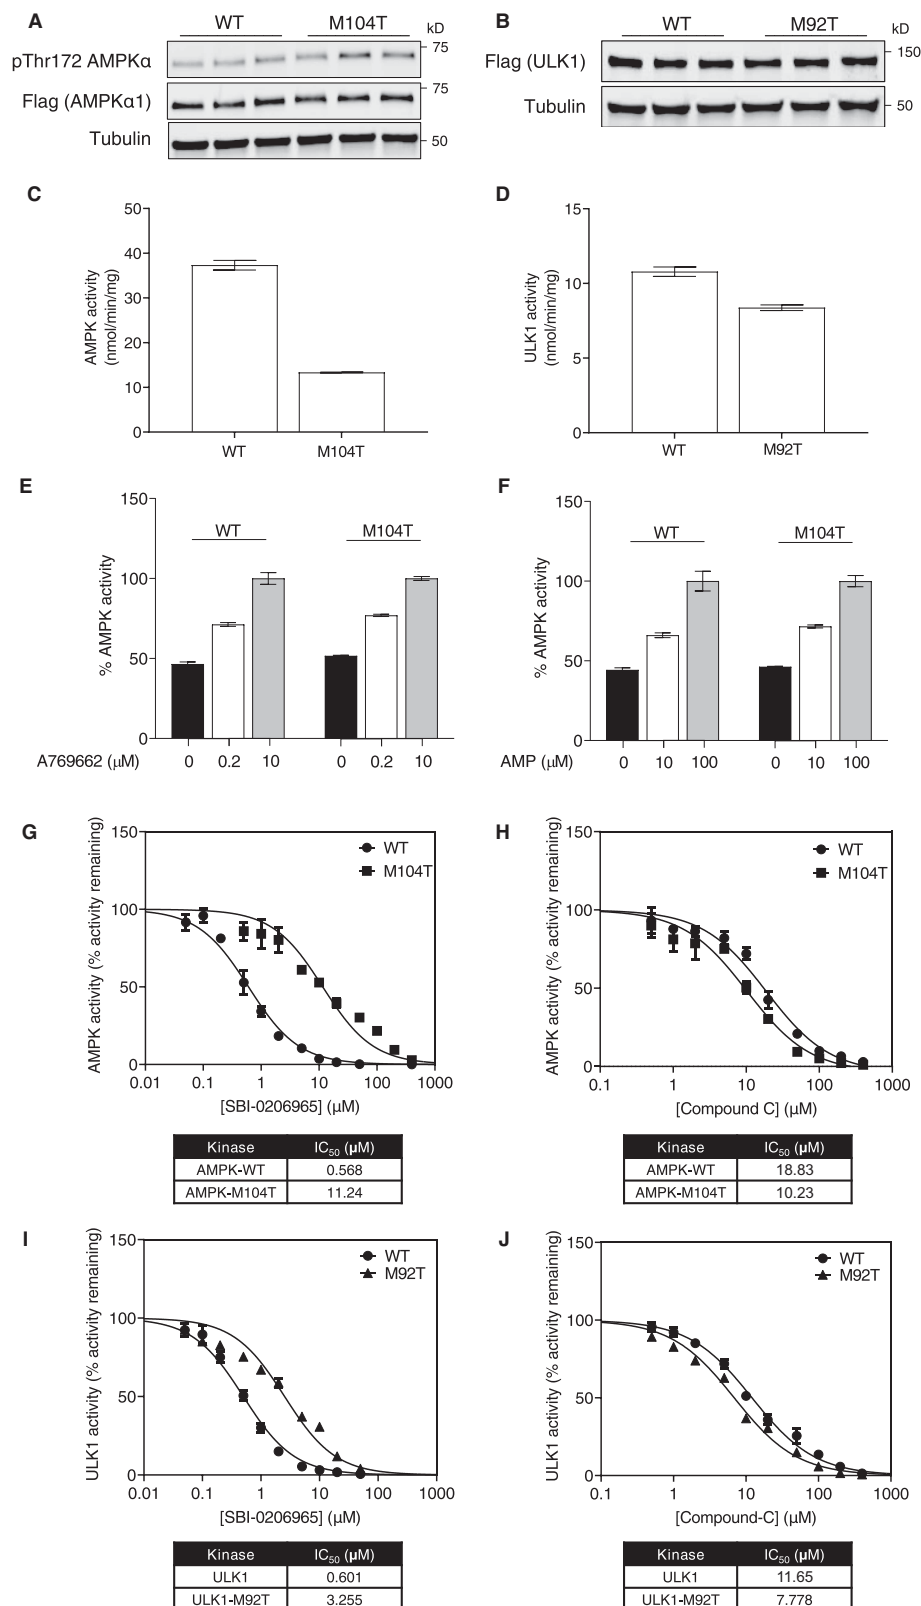 A
WT M104T
kD
pThr172 AMPKα
75
Flag (AMPKα1)
75
Tubulin
50
B
WT M92T
kD
Flag (ULK1)
150
Tubulin
50
C
AMPK activity
(nmol/min/mg)
50
40
30
20
10
0
WT M104T
D
ULK1 activity
(nmol/min/mg)
15
10
5
0
WT M92T
E
% AMPK activity
150
100
50
0
WT M104T
A769662 (μM) 0 0.2 10 0 0.2 10
F
% AMPK activity
150
100
50
0
WT M104T
AMP (μM) 0 10 100 0 10 100
G
AMPK activity (% activity remaining)
150
100
50
0
WT
M104T
0.01 0.1 1 10 100 1000
[SBI-0206965] (μM)
Kinase IC50 (μM)
AMPK-WT 0.568
AMPK-M104T 11.24
H
AMPK activity (% activity remaining)
150
100
50
0
WT
M104T
0.1 1 10 100 1000
[Compound C] (μM)
Kinase IC50 (μM)
AMPK-WT 18.83
AMPK-M104T 10.23
I
ULK1 activity (% activity remaining)
150
100
50
0
WT
M92T
0.01 0.1 1 10 100 1000
[SBI-0206965] (μM)
Kinase IC50 (μM)
ULK1 0.601
ULK1-M92T 3.255
J
ULK1 activity (% activity remaining)
150
100
50
0
WT
M92T
0.1 1 10 100 1000
[Compound-C] (μM)
Kinase IC50 (μM)
ULK1 11.65
ULK1-M92T 7.778